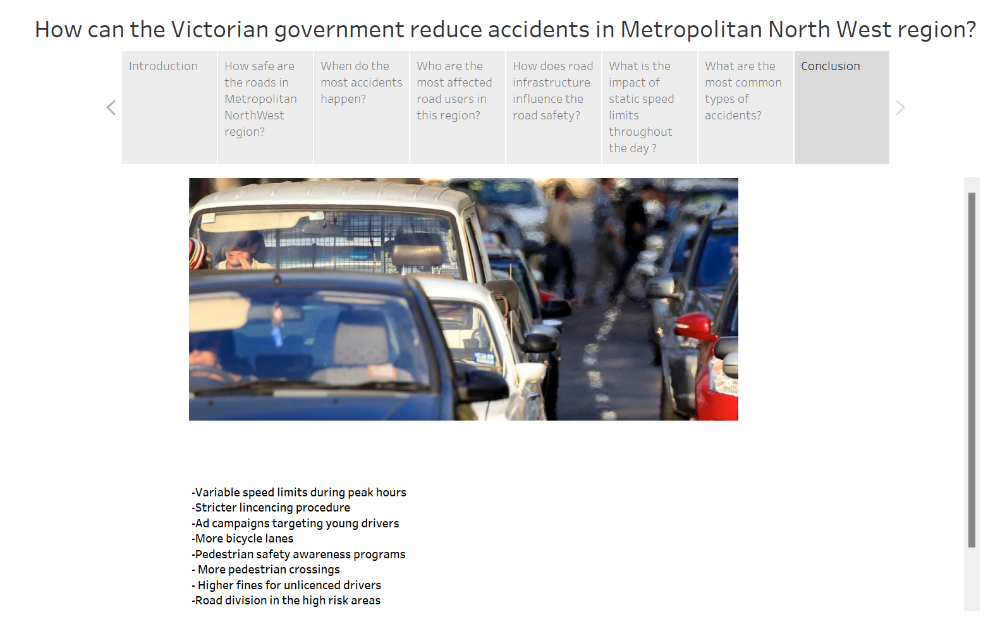 How can the Victorian government reduce accidents in Metropolitan North West region?
Introduction
How safe are
the roads in
Metropolitan
NorthWest
region?
When do the
most accidents
happen?
Who are the
most affected
road users in
this region?
How does road
infrastructure
influence the
road safety?
What is the
impact of
static speed
limits
throughout
the day ?
What are the
most common
types of
accidents?
Conclusion
-Variable speed limits during peak hours
-Stricter lincencing procedure
-Ad campaigns targeting young drivers
-More bicycle lanes
-Pedestrian safety awareness programs
- More pedestrian crossings
- Higher fines for unlicenced drivers
-Road division in the high risk areas